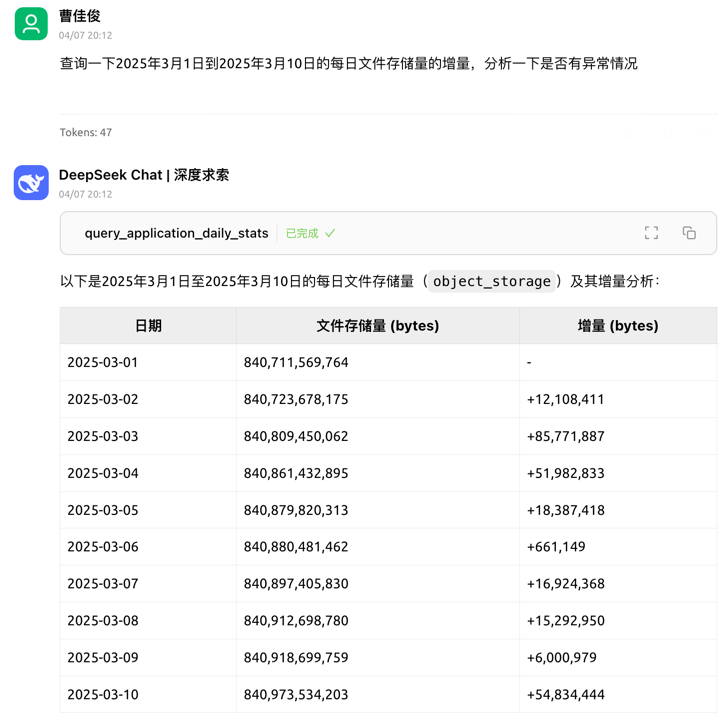 曹佳俊
04/07 20:12
查询一下2025年3月1日到2025年3月10日的每日文件存储量的增量，分析一下是否有异常情况
Tokens: 47
DeepSeek Chat | 深度求索
04/07 20:12
query_application_daily_stats 已完成
以下是2025年3月1日至2025年3月10日的每日文件存储量（object_storage）及其增量分析：
日期 文件存储量 (bytes) 增量 (bytes)
2025-03-01 840,711,569,764 -
2025-03-02 840,723,678,175 +12,108,411
2025-03-03 840,809,450,062 +85,771,887
2025-03-04 840,861,432,895 +51,982,833
2025-03-05 840,879,820,313 +18,387,418
2025-03-06 840,880,481,462 +661,149
2025-03-07 840,897,405,830 +16,924,368
2025-03-08 840,912,698,780 +15,292,950
2025-03-09 840,918,699,759 +6,000,979
2025-03-10 840,973,534,203 +54,834,444